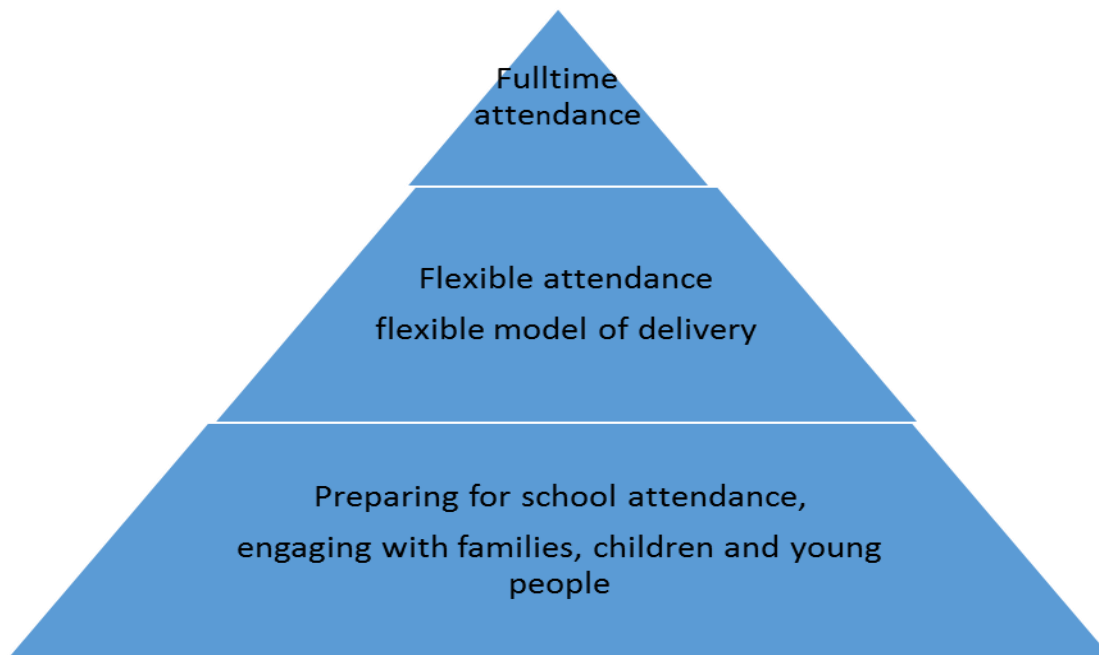 Fulltime
attendance
Flexible attendance
flexible model of delivery
Preparing for school attendance,
engaging with families, children and young
people